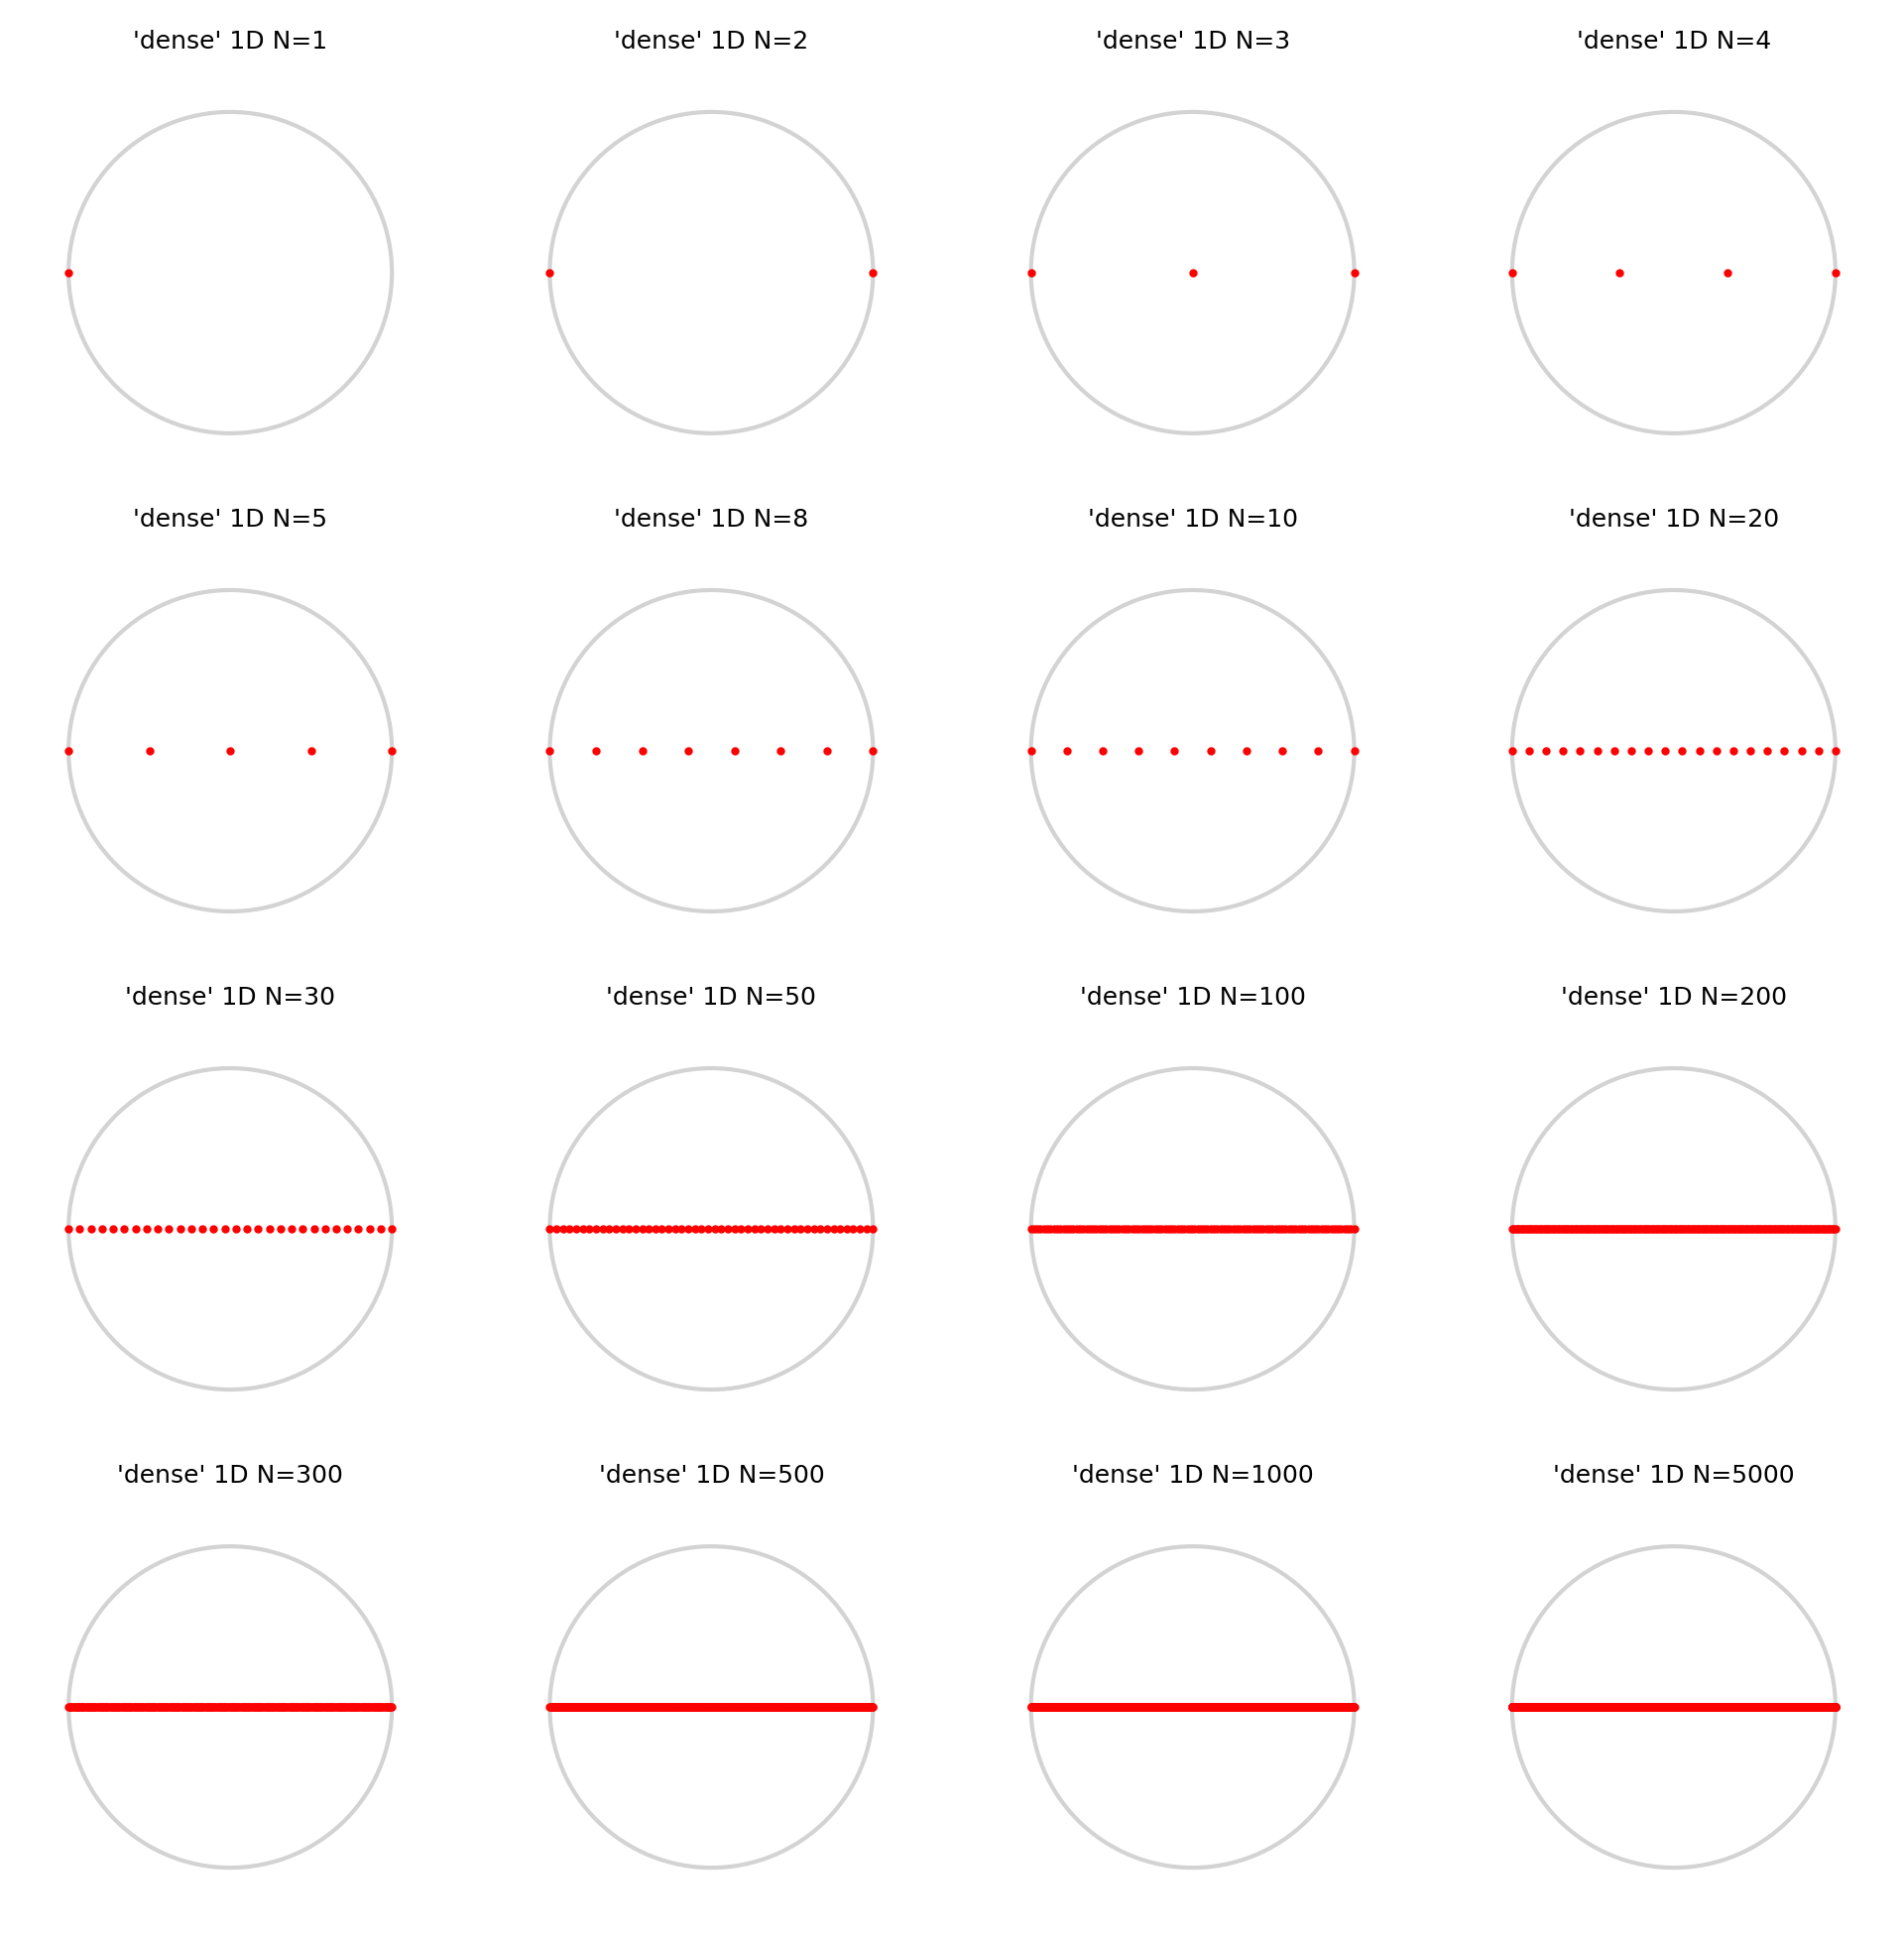 'dense' 1D N=1
'dense' 1D N=2
'dense' 1D N=3
'dense' 1D N=4
'dense' 1D N=5
'dense' 1D N=8
'dense' 1D N=10
'dense' 1D N=20
'dense' 1D N=30
'dense' 1D N=50
'dense' 1D N=100
'dense' 1D N=200
'dense' 1D N=300
'dense' 1D N=500
'dense' 1D N=1000
'dense' 1D N=5000